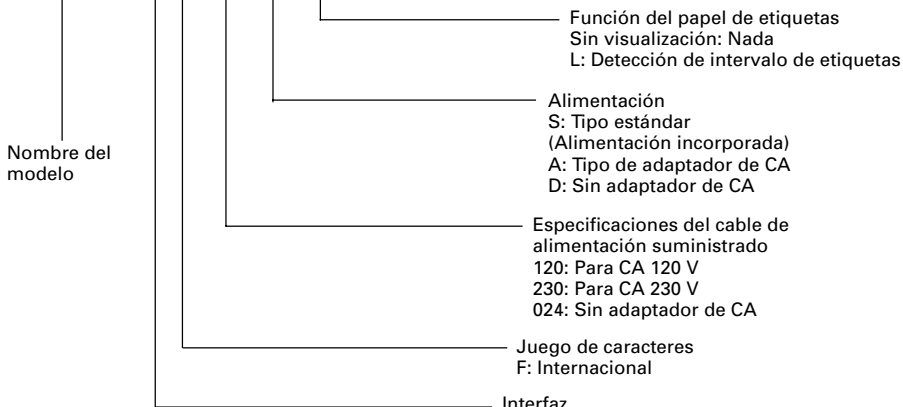 Función del papel de etiquetas
Sin visualización: Nada
L: Detección de intervalo de etiquetas
Alimentación
S: Tipo estándar
(Alimentación incorporada)
A: Tipo de adaptador de CA
D: Sin adaptador de CA
Nombre del
modelo
Especificaciones del cable de
alimentación suministrado
120: Para CA 120 V
230: Para CA 230 V
024: Sin adaptador de CA
Juego de caracteres
F: Internacional
Interfaz